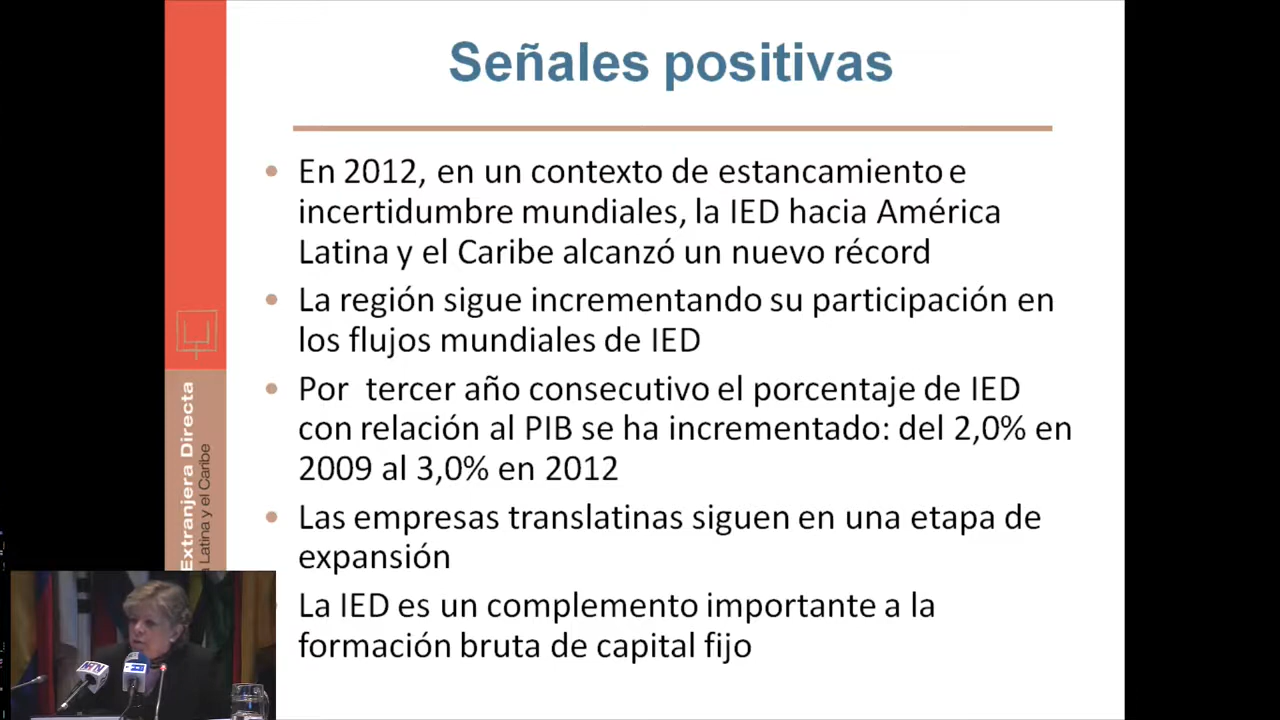 Señales positivas
En 2012, en un contexto de estancamiento e
incertidumbre mundiales, la IED hacia América
Latina y el Caribe alcanzó un nuevo récord
La región sigue incrementando su participación en
los flujos mundiales de IED
Por tercer año consecutivo el porcentaje de IED
con relación al PIB se ha incrementado: del 2,0% en
2009 al 3,0% en 2012
Las empresas translatinas siguen en una etapa de
expansión
La IED es un complemento importante a la
formación bruta de capital fijo
Extranjera Directa
Latina y el Caribe